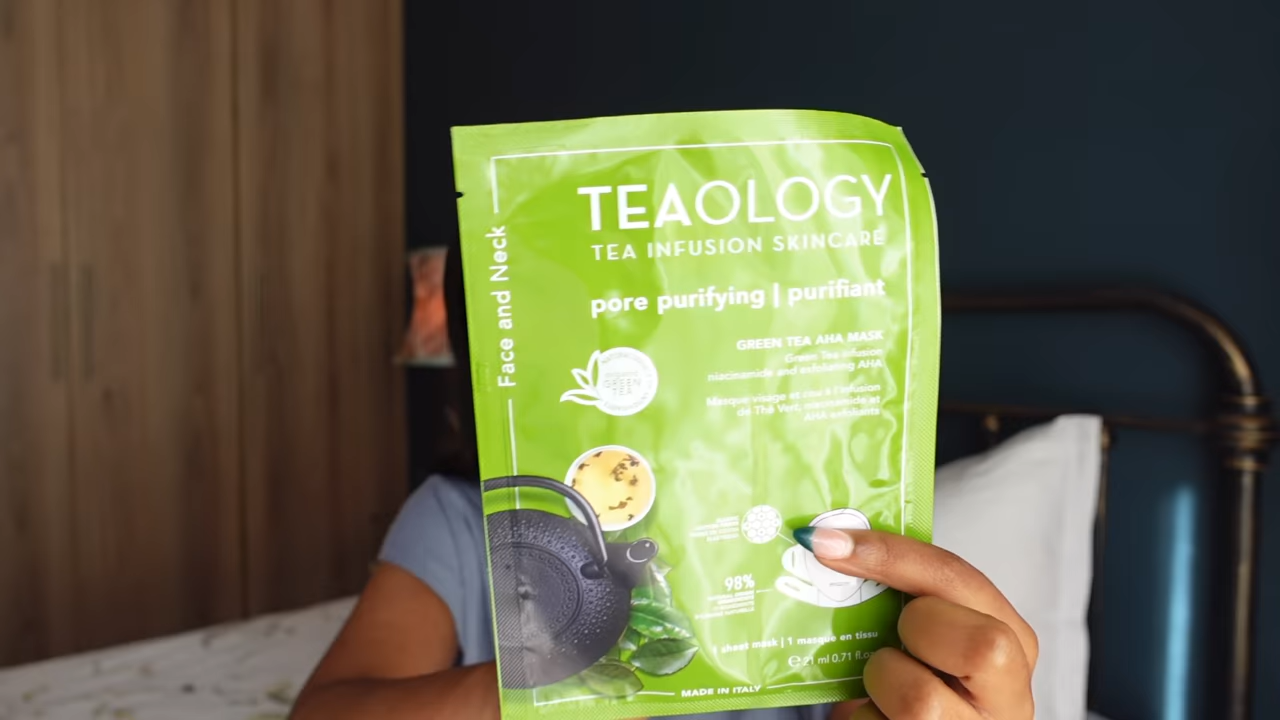 TEAOLOGY
TEA INFUSION SKINCARE
pore purifying | purifiant
Face and Neck
GREEN TEA AHA MASK
Green Tea infusion
niacinamide and exfoliating AHA
Masque visage et cou à l'infusion
de Thé Vert, niacinamide et
AHA exfoliants
GREEN
TEA
98%
sheet mask | 1 masque en tissu
℮ 21 ml 0.71 fl.oz
MADE IN ITALY